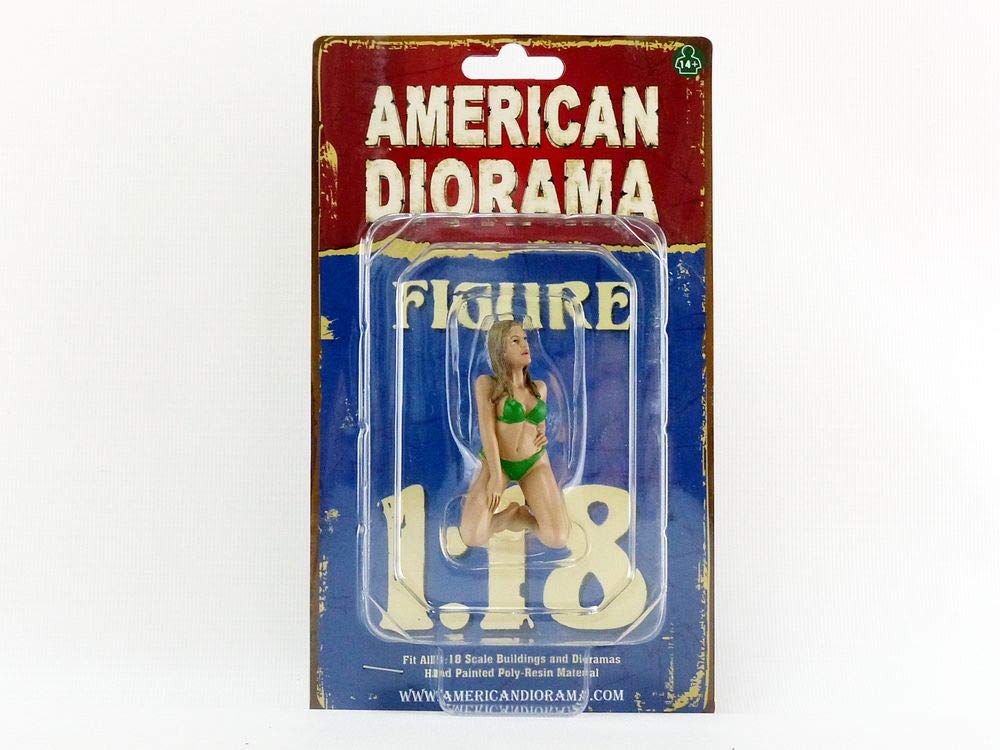 14+
AMERICAN
DIORAMA
FIGURE
1:18
Fit All 1:18 Scale Buildings and Dioramas
Hand Painted Poly-Resin Material
WWW.AMERICANDIORAMA.COM